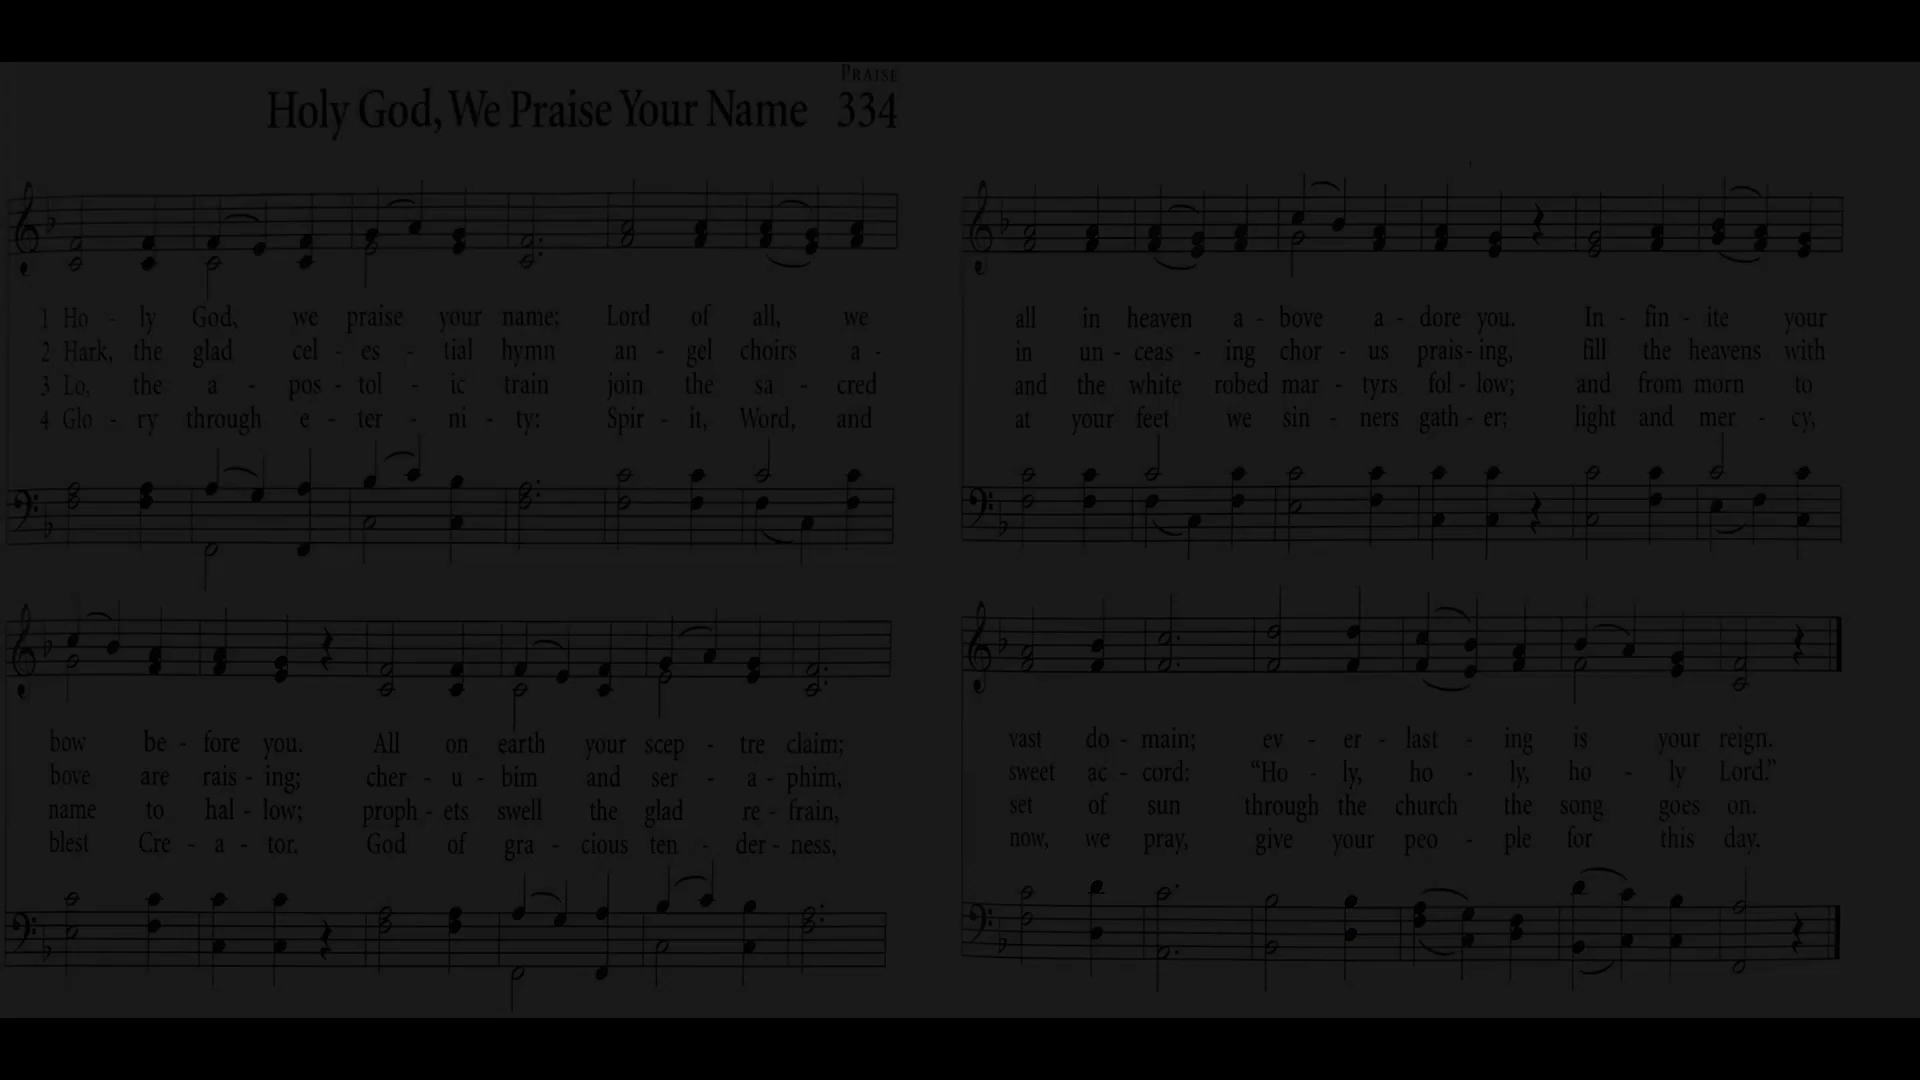 PRAISE
Holy God, We Praise Your Name 334
1 Ho - ly God, we praise your name; Lord of all, we
2 Hark, the glad cel - es - tial hymn an - gel choirs a -
3 Lo, the a - pos - tol - ic train join the sa - cred
4 Glo - ry through e - ter - ni - ty: Spir - it, Word, and
bow be - fore you. All on earth your scep - tre claim;
bove are rais - ing; cher - u - bim and ser - a - phim,
name to hal - low; proph - ets swell the glad re - frain,
blest Cre - a - tor. God of gra - cious ten - der - ness,
all in heaven a - bove a - dore you. In - fin - ite your
in un - ceas - ing chor - us prais - ing, fill the heavens with
and the white robed mar - tyrs fol - low; and from morn to
at your feet we sin - ners gath - er; light and mer - cy,
vast do - main; ev - er - last - ing is your reign.
sweet ac - cord: “Ho - ly, ho - ly, ho - ly Lord.”
set of sun through the church the song goes on.
now, we pray, give your peo - ple for this day.